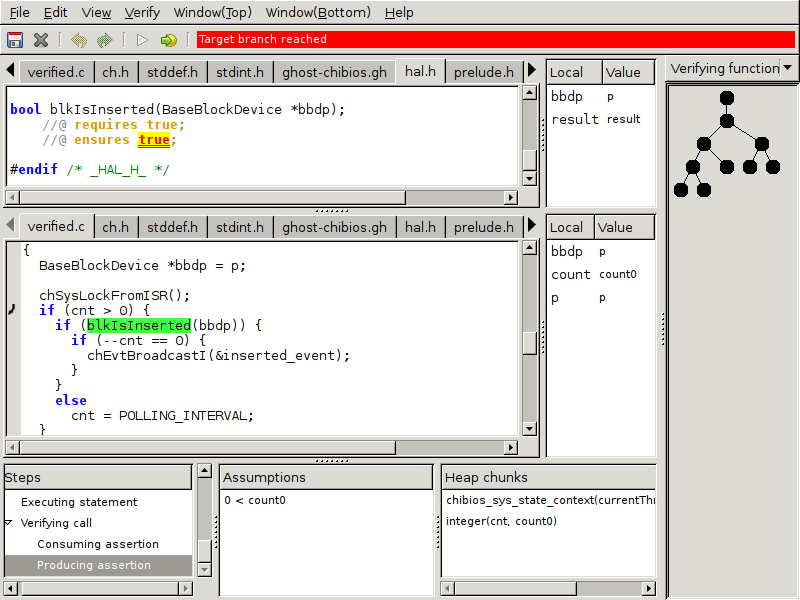 File Edit View Verify Window(Top) Window(Bottom) Help
Target branch reached
verified.c ch.h stddef.h stdint.h ghost-chibios.gh hal.h prelude.h
bool blkIsInserted(BaseBlockDevice *bbdp);
//@ requires true;
//@ ensures true;
#endif /* _HAL_H_ */
Local Value
bbdp p
result result
Verifying function
verified.c ch.h stddef.h stdint.h ghost-chibios.gh hal.h prelude.h
{
BaseBlockDevice *bbdp = p;
chSysLockFromISR();
if (cnt > 0) {
if (blkIsInserted(bbdp)) {
if (--cnt == 0) {
chEvtBroadcastI(&inserted_event);
}
}
else
cnt = POLLING_INTERVAL;
}
Local Value
bbdp p
count count0
p p
Steps
Executing statement
Verifying call
Consuming assertion
Producing assertion
Assumptions
0 < count0
Heap chunks
chibios_sys_state_context(currentThr
integer(cnt, count0)